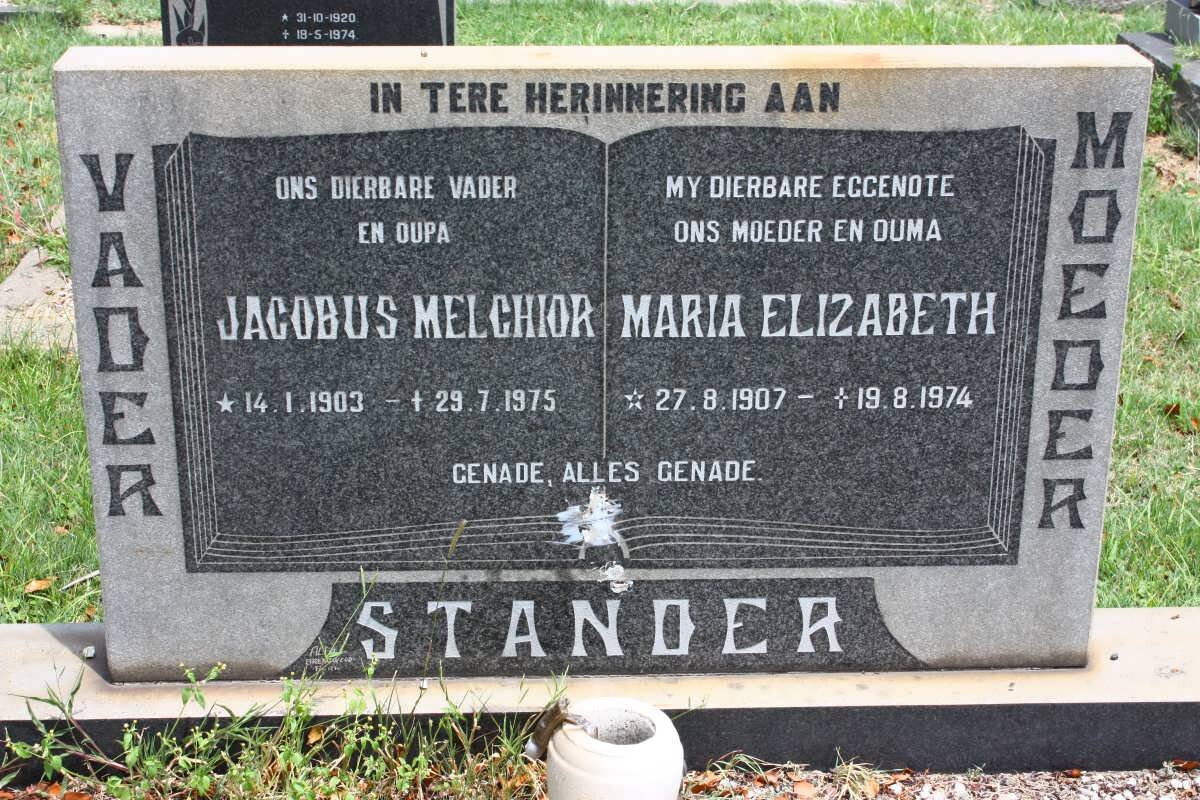 * 31-10-1920
† 18-5-1974
IN TERE HERINNERING AAN
VADER
MOEDER
ONS DIERBARE VADER
EN OUPA
JACOBUS MELCHIOR
* 14.1.1903 - † 29.7.1975
MY DIERBARE EGGENOTE
ONS MOEDER EN OUMA
MARIA ELIZABETH
* 27.8.1907 - † 19.8.1974
GENADE, ALLES GENADE.
STANDER